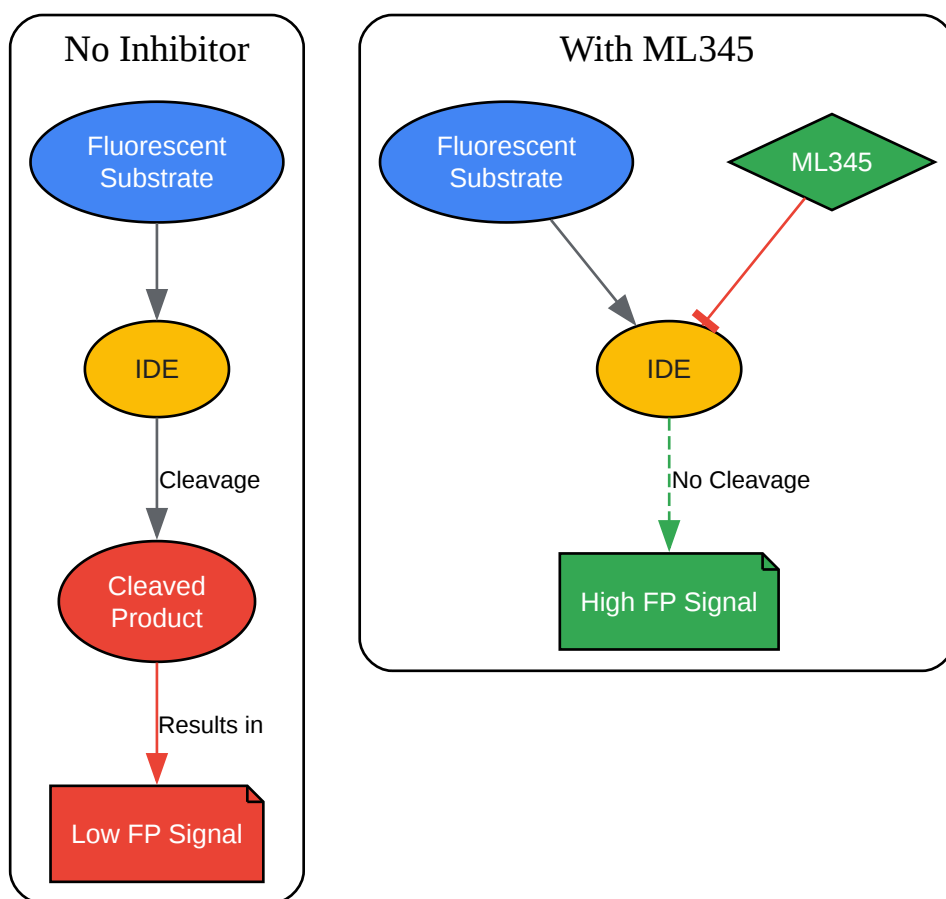 No Inhibitor
Fluorescent
Substrate
IDE
Cleavage
Cleaved
Product
Results in
Low FP Signal
With ML345
Fluorescent
Substrate
ML345
IDE
No Cleavage
High FP Signal